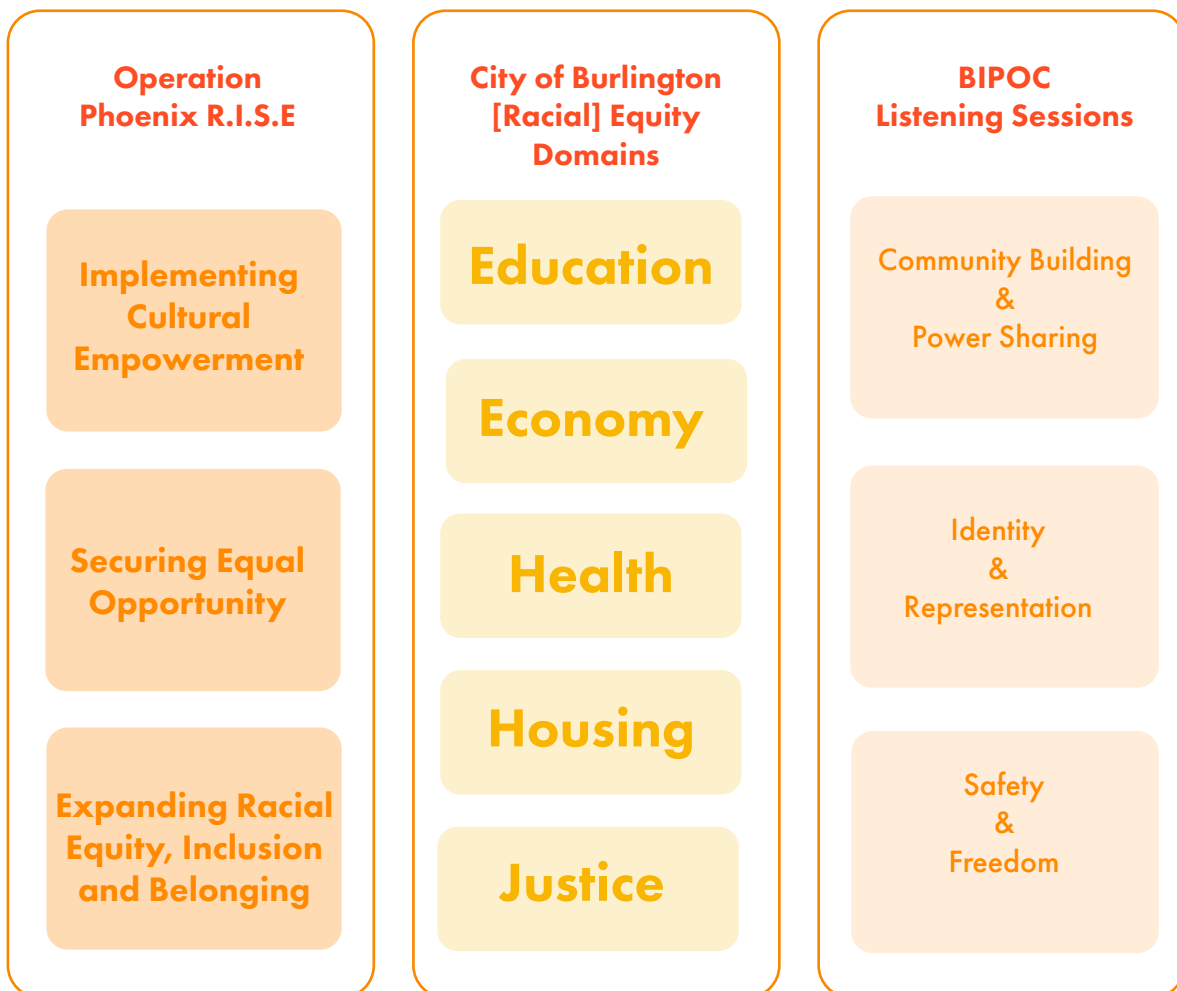 Operation
Phoenix R.I.S.E
Implementing
Cultural
Empowerment
Securing Equal
Opportunity
Expanding Racial
Equity, Inclusion
and Belonging
City of Burlington
[Racial] Equity
Domains
Education
Economy
Health
Housing
Justice
BIPOC
Listening Sessions
Community Building
&
Power Sharing
Identity
&
Representation
Safety
&
Freedom